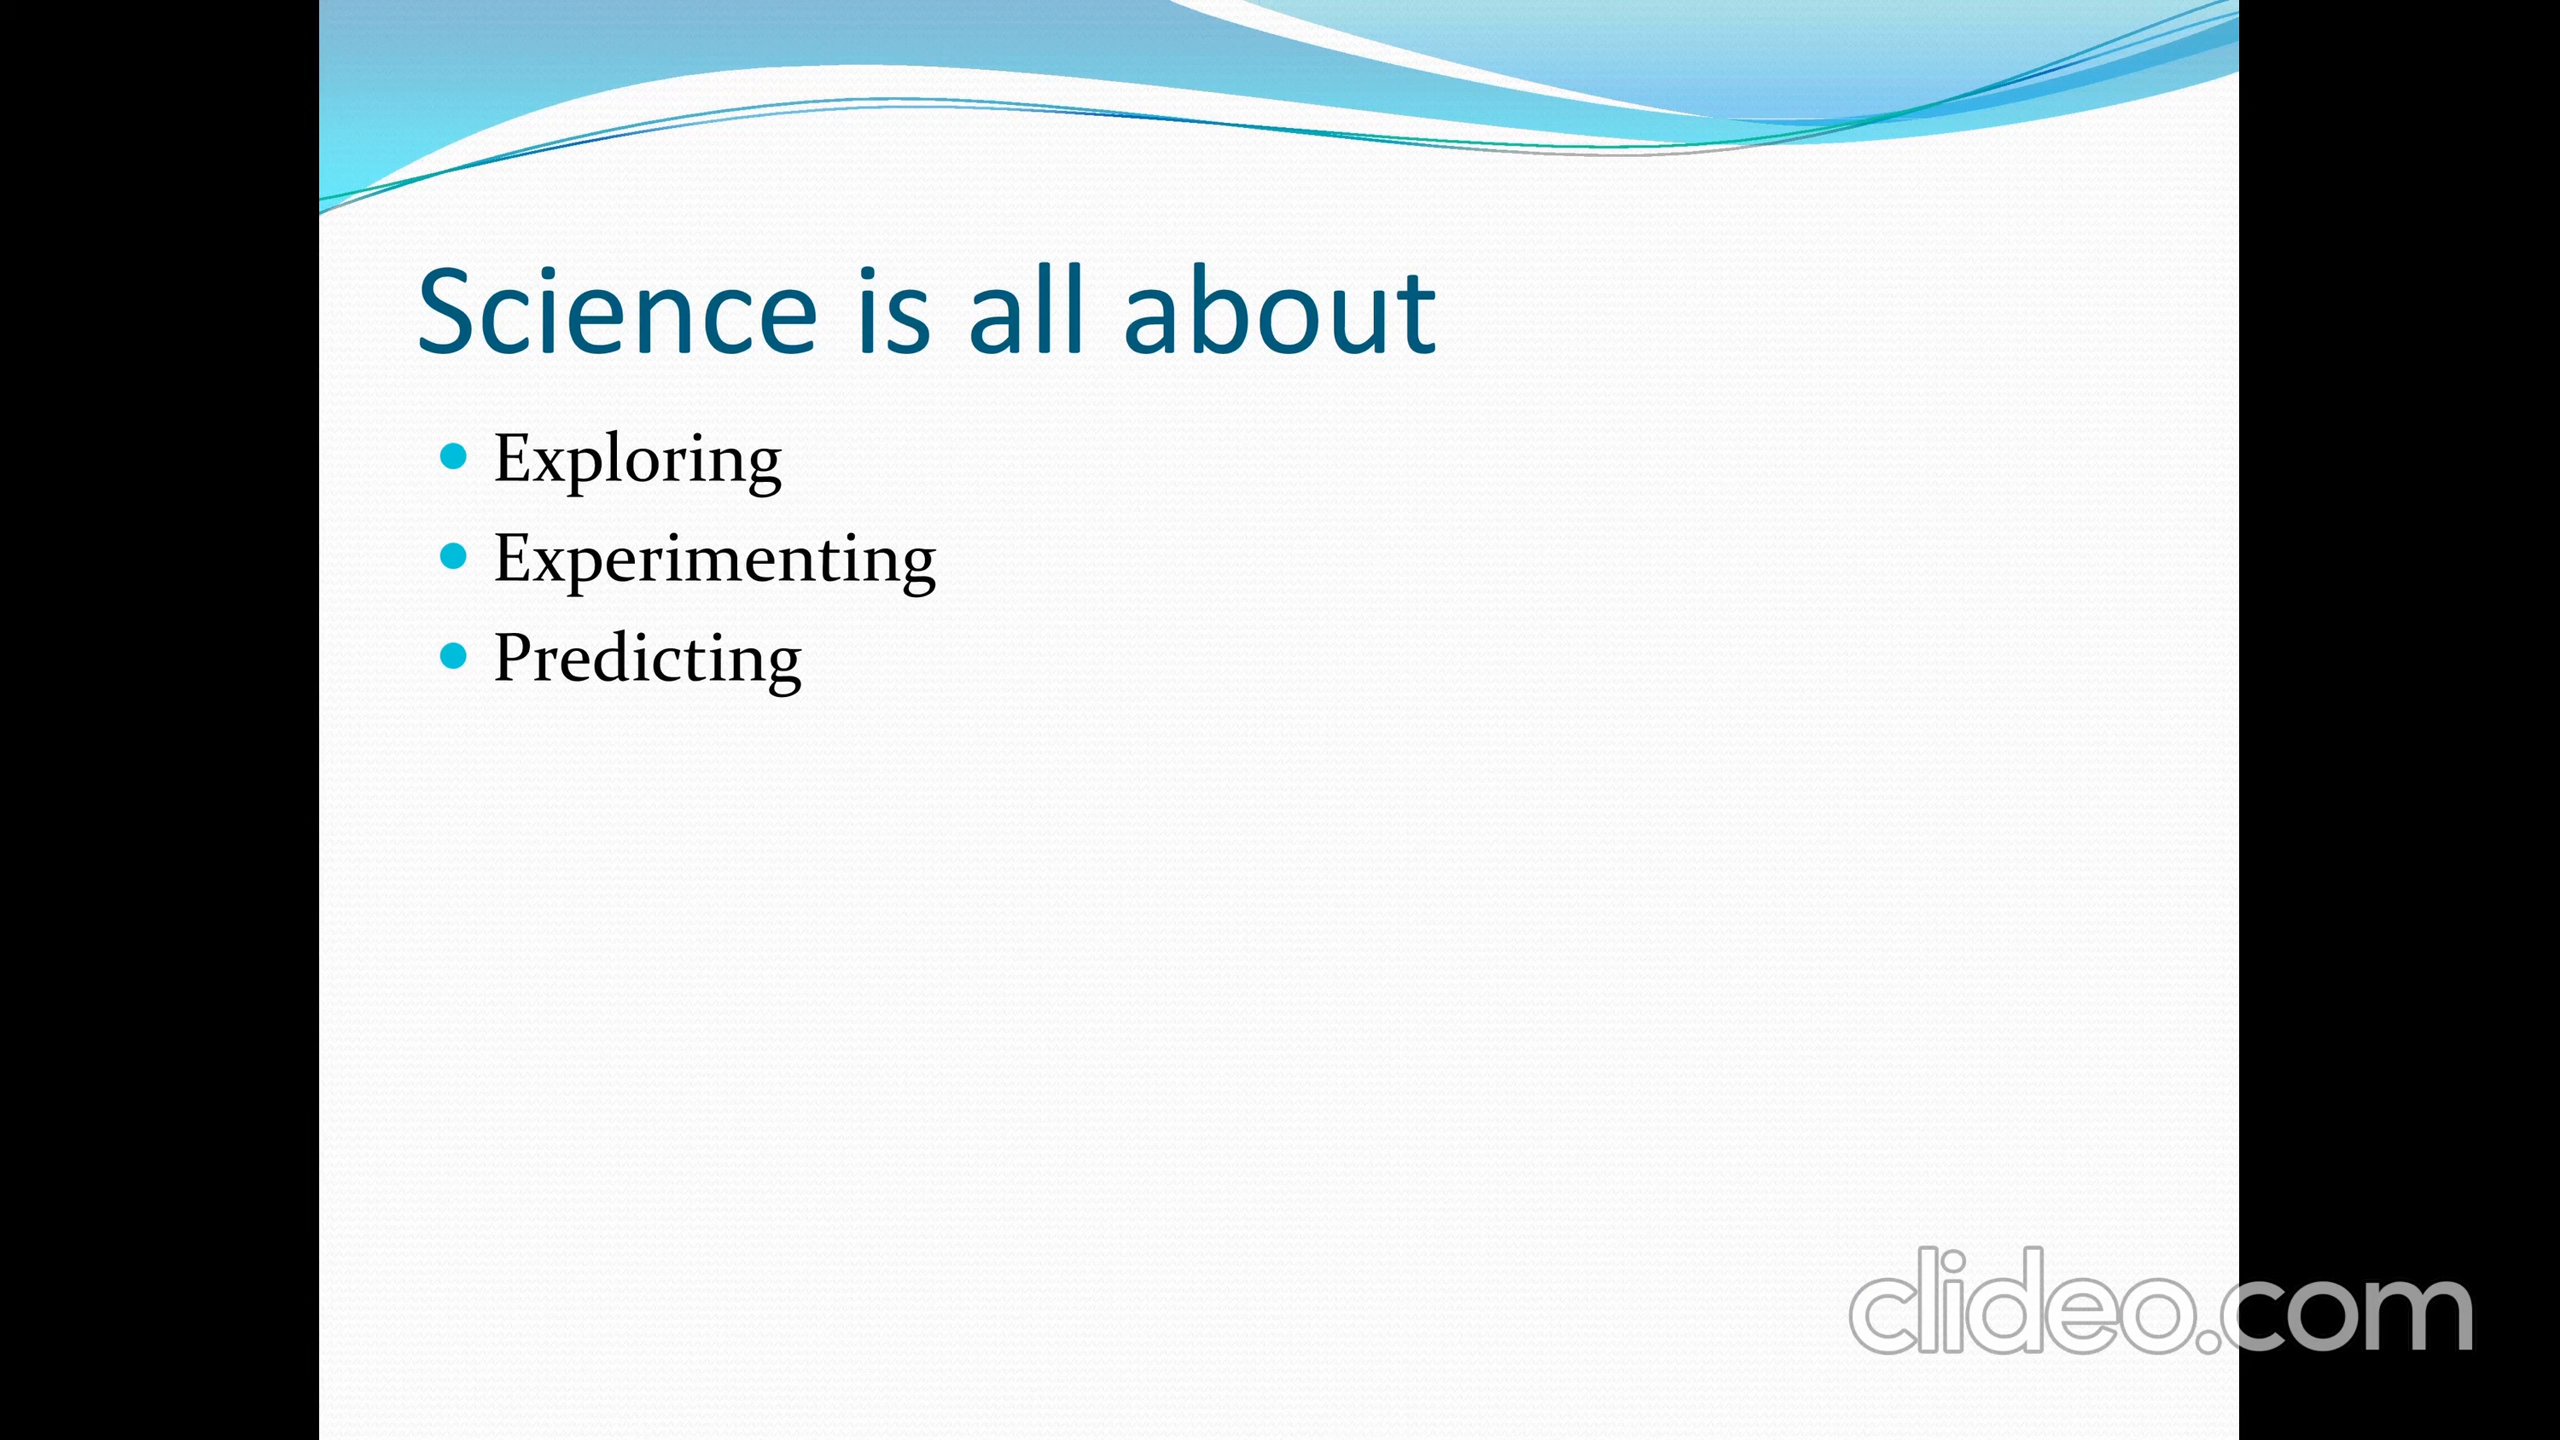 Science is all about
Exploring
Experimenting
Predicting
clideo.com